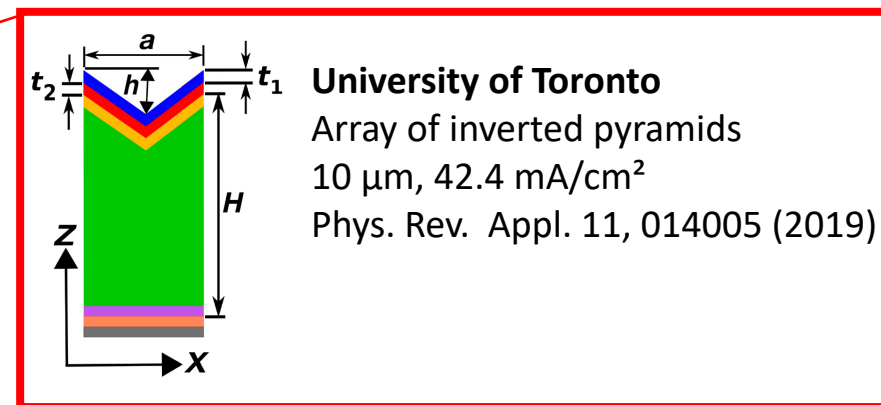 a
t₂
h
t₁
H
Z
X
University of Toronto
Array of inverted pyramids
10 µm, 42.4 mA/cm²
Phys. Rev. Appl. 11, 014005 (2019)